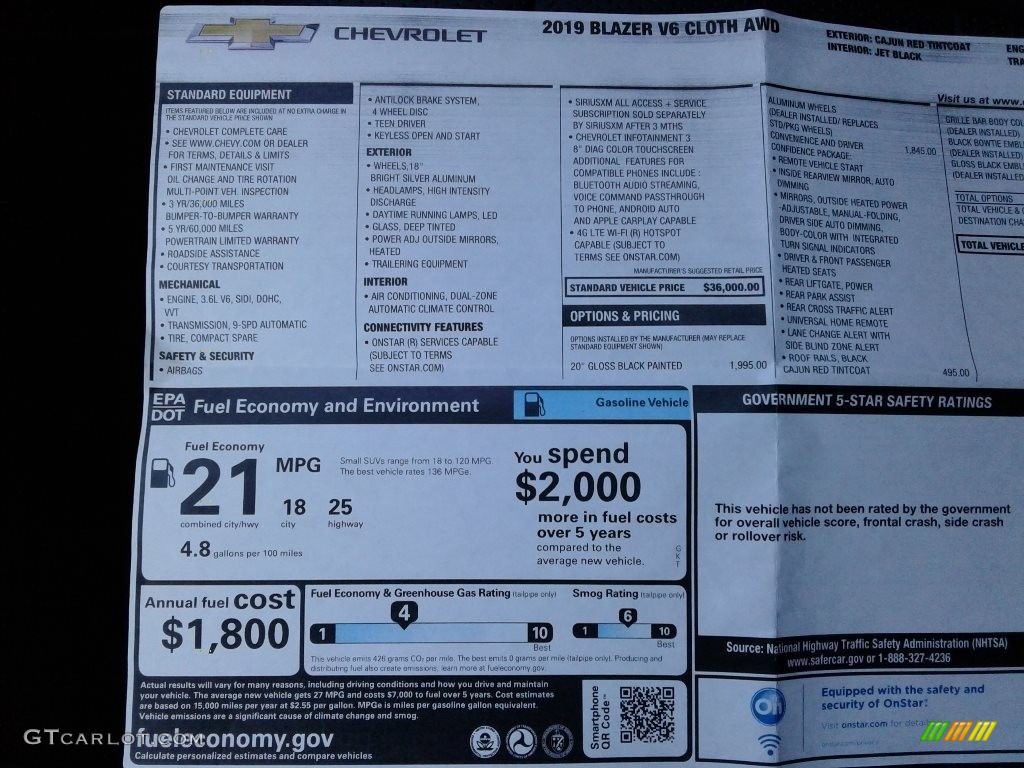 CHEVROLET
2019 BLAZER V6 CLOTH AWD
EXTERIOR: CAJUN RED TINTCOAT
INTERIOR: JET BLACK
ENG
TRA
STANDARD EQUIPMENT
ITEMS FEATURED BELOW ARE INCLUDED AT NO EXTRA CHARGE IN
THE STANDARD VEHICLE PRICE SHOWN
• CHEVROLET COMPLETE CARE
• SEE WWW.CHEVY.COM OR DEALER
FOR TERMS, DETAILS & LIMITS
• FIRST MAINTENANCE VISIT
OIL CHANGE AND TIRE ROTATION
MULTI-POINT VEH. INSPECTION
• 3 YR/36,000 MILES
BUMPER-TO-BUMPER WARRANTY
• 5 YR/60,000 MILES
POWERTRAIN LIMITED WARRANTY
• ROADSIDE ASSISTANCE
• COURTESY TRANSPORTATION
MECHANICAL
• ENGINE, 3.6L V6, SIDI, DOHC,
VVT
• TRANSMISSION, 9-SPD AUTOMATIC
• TIRE, COMPACT SPARE
SAFETY & SECURITY
• AIRBAGS
• ANTILOCK BRAKE SYSTEM,
4 WHEEL DISC
• TEEN DRIVER
• KEYLESS OPEN AND START
EXTERIOR
• WHEELS,18"
BRIGHT SILVER ALUMINUM
• HEADLAMPS, HIGH INTENSITY
DISCHARGE
• DAYTIME RUNNING LAMPS, LED
• GLASS, DEEP TINTED
• POWER ADJ OUTSIDE MIRRORS,
HEATED
• TRAILERING EQUIPMENT
INTERIOR
• AIR CONDITIONING, DUAL-ZONE
AUTOMATIC CLIMATE CONTROL
CONNECTIVITY FEATURES
• ONSTAR (R) SERVICES CAPABLE
(SUBJECT TO TERMS
SEE ONSTAR.COM)
• SIRIUSXM ALL ACCESS + SERVICE
SUBSCRIPTION SOLD SEPARATELY
BY SIRIUSXM AFTER 3 MTHS
• CHEVROLET INFOTAINMENT 3
8" DIAG COLOR TOUCHSCREEN
ADDITIONAL FEATURES FOR
COMPATIBLE PHONES INCLUDE :
BLUETOOTH AUDIO STREAMING,
VOICE COMMAND PASSTHROUGH
TO PHONE, ANDROID AUTO
AND APPLE CARPLAY CAPABLE
• 4G LTE WI-FI (R) HOTSPOT
CAPABLE (SUBJECT TO
TERMS SEE ONSTAR.COM)
MANUFACTURER'S SUGGESTED RETAIL PRICE
STANDARD VEHICLE PRICE $36,000.00
OPTIONS & PRICING
OPTIONS INSTALLED BY THE MANUFACTURER (MAY REPLACE
STANDARD EQUIPMENT SHOWN)
20" GLOSS BLACK PAINTED 1,995.00
ALUMINUM WHEELS
(DEALER INSTALLED/ REPLACES
STD/PKG WHEELS)
CONVENIENCE AND DRIVER 1,845.00
CONFIDENCE PACKAGE:
• REMOTE VEHICLE START
• INSIDE REARVIEW MIRROR, AUTO
DIMMING
• MIRRORS, OUTSIDE HEATED POWER
-ADJUSTABLE, MANUAL-FOLDING,
DRIVER SIDE AUTO DIMMING,
BODY-COLOR WITH INTEGRATED
TURN SIGNAL INDICATORS
• DRIVER & FRONT PASSENGER
HEATED SEATS
• REAR LIFTGATE, POWER
• REAR PARK ASSIST
• REAR CROSS TRAFFIC ALERT
• UNIVERSAL HOME REMOTE
• LANE CHANGE ALERT WITH
SIDE BLIND ZONE ALERT
• ROOF RAILS, BLACK
CAJUN RED TINTCOAT 495.00
Visit us at www.
GRILLE BAR BODY COL
(DEALER INSTALLED)
BLACK BOWTIE EMBL
(DEALER INSTALLED)
GLOSS BLACK EMBL
(DEALER INSTALLED
TOTAL OPTIONS
TOTAL VEHICLE &
DESTINATION CHA
TOTAL VEHICLE
EPA
DOT
Fuel Economy and Environment
Gasoline Vehicle
Fuel Economy
21 MPG
combined city/hwy
18
city
25
highway
4.8 gallons per 100 miles
Small SUVs range from 18 to 120 MPG.
The best vehicle rates 136 MPGe.
You spend
$2,000
more in fuel costs
over 5 years
compared to the
average new vehicle.
G
K
T
Annual fuel cost
$1,800
Fuel Economy & Greenhouse Gas Rating (tailpipe only)
4
1
10
Best
Smog Rating (tailpipe only)
6
1
10
Best
This vehicle emits 426 grams CO2 per mile. The best emits 0 grams per mile (tailpipe only). Producing and
distributing fuel also create emissions, learn more at fueleconomy.gov.
Actual results will vary for many reasons, including driving conditions and how you drive and maintain
your vehicle. The average new vehicle gets 27 MPG and costs $7,000 to fuel over 5 years. Cost estimates
are based on 15,000 miles per year at $2.55 per gallon. MPGe is miles per gasoline gallon equivalent.
Vehicle emissions are a significant cause of climate change and smog.
fueleconomy.gov
Calculate personalized estimates and compare vehicles
Smartphone
QR Code
GOVERNMENT 5-STAR SAFETY RATINGS
This vehicle has not been rated by the government
for overall vehicle score, frontal crash, side crash
or rollover risk.
Source: National Highway Traffic Safety Administration (NHTSA)
www.safercar.gov or 1-888-327-4236
On
Equipped with the safety and
security of OnStar!
Visit onstar.com for details
onstar.com/privacy
GTCARLOT.COM